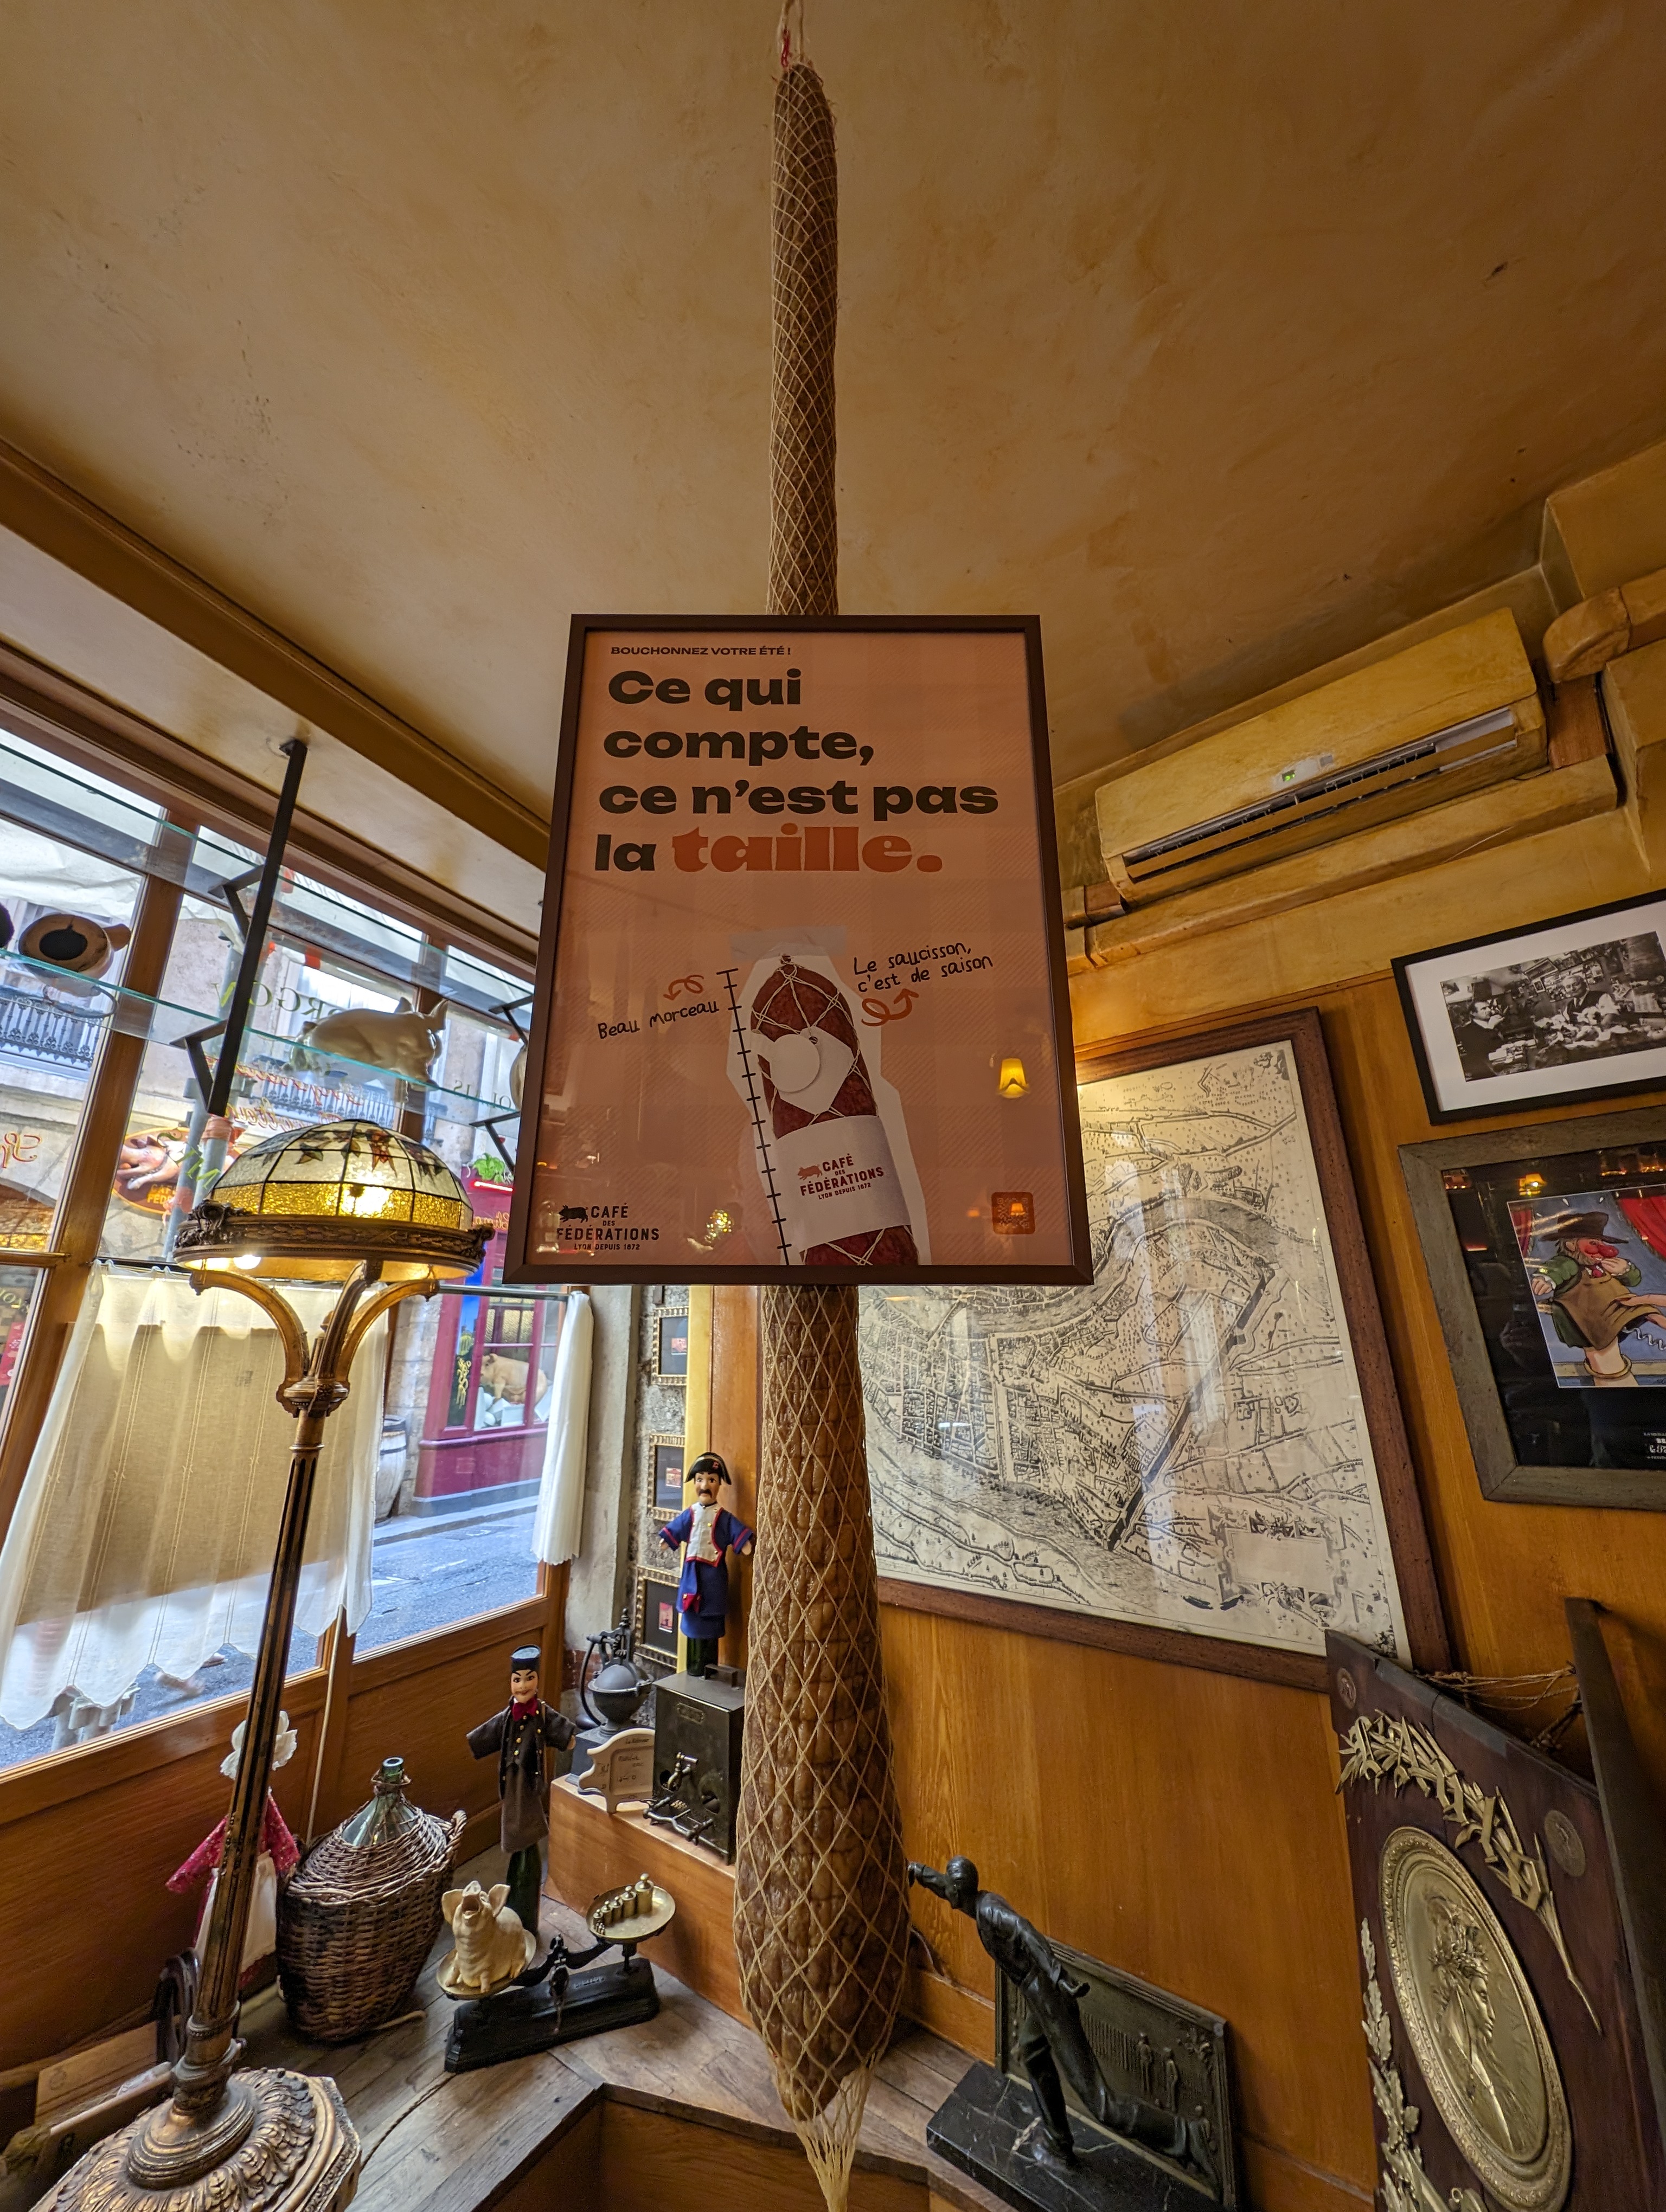 BOUCHONNEZ VOTRE ÉTÉ !
Ce qui
compte,
ce n'est pas
la taille.
Le saucisson,
c'est de saison
Beau morceau
CAFÉ
DES
FÉDÉRATIONS
LYON DEPUIS 1872
CAFÉ
DES
FÉDÉRATIONS
LYON DEPUIS 1872